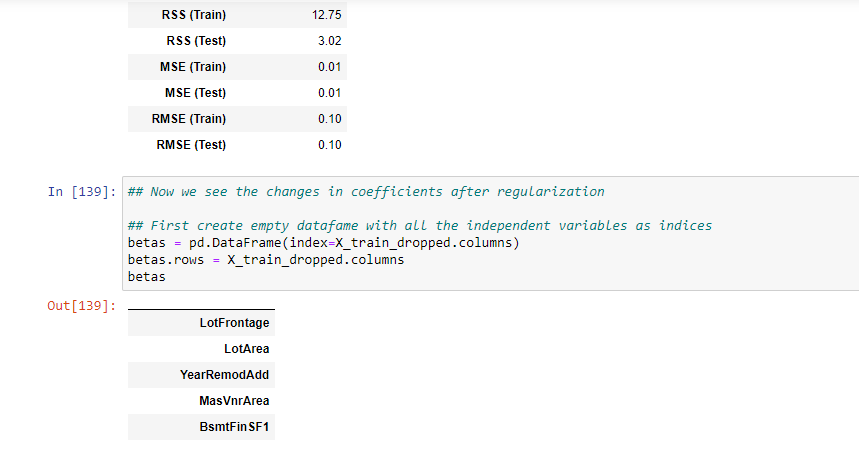 RSS (Train) 12.75
RSS (Test) 3.02
MSE (Train) 0.01
MSE (Test) 0.01
RMSE (Train) 0.10
RMSE (Test) 0.10
In [139]: ## Now we see the changes in coefficients after regularization
## First create empty datafame with all the independent variables as indices
betas = pd.DataFrame(index=X_train_dropped.columns)
betas.rows = X_train_dropped.columns
betas
Out[139]:
LotFrontage
LotArea
YearRemodAdd
MasVnrArea
BsmtFinSF1